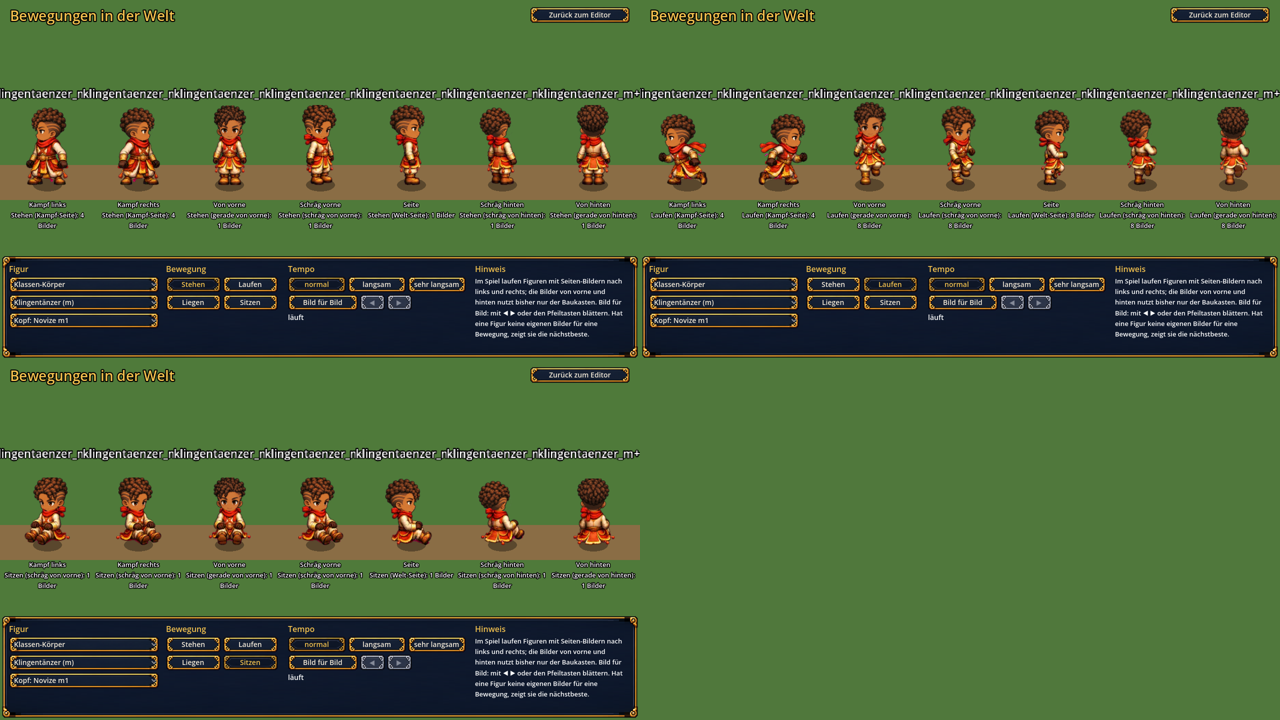 Bewegungen in der Welt
Zurück zum Editor
Kampf links
Stehen (Kampf-Seite): 4
Bilder
Kampf rechts
Stehen (Kampf-Seite): 4
Bilder
Von vorne
Stehen (gerade von vorne):
1 Bilder
Schräg vorne
Stehen (schräg von vorne):
1 Bilder
Seite
Stehen (Welt-Seite): 1 Bilder
Schräg hinten
Stehen (schräg von hinten):
1 Bilder
Von hinten
Stehen (gerade von hinten):
1 Bilder
Figur
Klassen-Körper
Klingentänzer (m)
Kopf: Novize m1
Bewegung
Stehen
Laufen
Liegen
Sitzen
Tempo
normal
langsam
sehr langsam
Bild für Bild
◀
▶
läuft
Hinweis
Im Spiel laufen Figuren mit Seiten-Bildern nach
links und rechts; die Bilder von vorne und
hinten nutzt bisher nur der Baukasten. Bild für
Bild: mit ◀ ▶ oder den Pfeiltasten blättern. Hat
eine Figur keine eigenen Bilder für eine
Bewegung, zeigt sie die nächstbeste.
Bewegungen in der Welt
Zurück zum Editor
Kampf links
Laufen (Kampf-Seite): 4
Bilder
Kampf rechts
Laufen (Kampf-Seite): 4
Bilder
Von vorne
Laufen (gerade von vorne):
8 Bilder
Schräg vorne
Laufen (schräg von vorne):
8 Bilder
Seite
Laufen (Welt-Seite): 8 Bilder
Schräg hinten
Laufen (schräg von hinten):
8 Bilder
Von hinten
Laufen (gerade von hinten):
8 Bilder
Figur
Klassen-Körper
Klingentänzer (m)
Kopf: Novize m1
Bewegung
Stehen
Laufen
Liegen
Sitzen
Tempo
normal
langsam
sehr langsam
Bild für Bild
◀
▶
läuft
Hinweis
Im Spiel laufen Figuren mit Seiten-Bildern nach
links und rechts; die Bilder von vorne und
hinten nutzt bisher nur der Baukasten. Bild für
Bild: mit ◀ ▶ oder den Pfeiltasten blättern. Hat
eine Figur keine eigenen Bilder für eine
Bewegung, zeigt sie die nächstbeste.
Bewegungen in der Welt
Zurück zum Editor
Kampf links
Sitzen (schräg von vorne): 1
Bilder
Kampf rechts
Sitzen (schräg von vorne): 1
Bilder
Von vorne
Sitzen (gerade von vorne): 1
Bilder
Schräg vorne
Sitzen (schräg von vorne): 1
Bilder
Seite
Sitzen (Welt-Seite): 1 Bilder
Schräg hinten
Sitzen (schräg von hinten): 1
Bilder
Von hinten
Sitzen (gerade von hinten):
1 Bilder
Figur
Klassen-Körper
Klingentänzer (m)
Kopf: Novize m1
Bewegung
Stehen
Laufen
Liegen
Sitzen
Tempo
normal
langsam
sehr langsam
Bild für Bild
◀
▶
läuft
Hinweis
Im Spiel laufen Figuren mit Seiten-Bildern nach
links und rechts; die Bilder von vorne und
hinten nutzt bisher nur der Baukasten. Bild für
Bild: mit ◀ ▶ oder den Pfeiltasten blättern. Hat
eine Figur keine eigenen Bilder für eine
Bewegung, zeigt sie die nächstbeste.